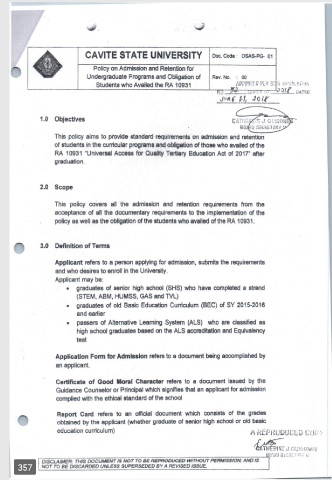 CAVITE STATE UNIVERSITY
Policy on Admission and Retention for
Undergraduate Programs and Obligation of
Students who Availed the RA 10931
Doc. Code : OSAS-PG- 01
Rev. No. : 00
2018
BOARD SECRETARY
1.0 Objectives
This policy aims to provide standard requirements on admission and retention
of students in the curricular programs and obligation of those who availed of the
RA 10931 "Universal Access for Quality Tertiary Education Act of 2017" after
graduation.
2.0 Scope
This policy covers all the admission and retention requirements from the
acceptance of all the documentary requirements to the implementation of the
policy as well as the obligation of the students who availed of the RA 10931.
3.0 Definition of Terms
Applicant refers to a person applying for admission, submits the requirements
and who desires to enroll in the University.
Applicant may be:
• graduates of senior high school (SHS) who have completed a strand
(STEM, ABM, HUMSS, GAS and TVL)
• graduates of old Basic Education Curriculum (BEC) of SY 2015-2016
and earlier
• passers of Alternative Learning System (ALS) who are classified as
high school graduates based on the ALS accreditation and Equivalency
test
Application Form for Admission refers to document being accomplished by
an applicant.
Certificate of Good Moral Character refers to a document issued by the
Guidance Counselor or Principal which signifies that an applicant for admission
complied with the ethical standard of the school
Report Card refers to an official document which consists of the grades
obtained by the applicant (whether graduate of senior high school or old basic
education curriculum)
A REPRODUCED COPY
BOARD SECRETARY
DISCLAIMER: THIS DOCUMENT IS NOT TO BE REPRODUCED WITHOUT PERMISSION; AND IS
NOT TO BE DISCARDED UNLESS SUPERSEDED BY A REVISED ISSUE.
357